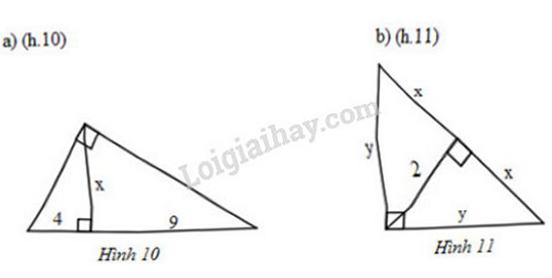 a) (h.10)
x
4
9
Hình 10
b) (h.11)
x
y
2
x
y
Hình 11
Loigiaihay.com